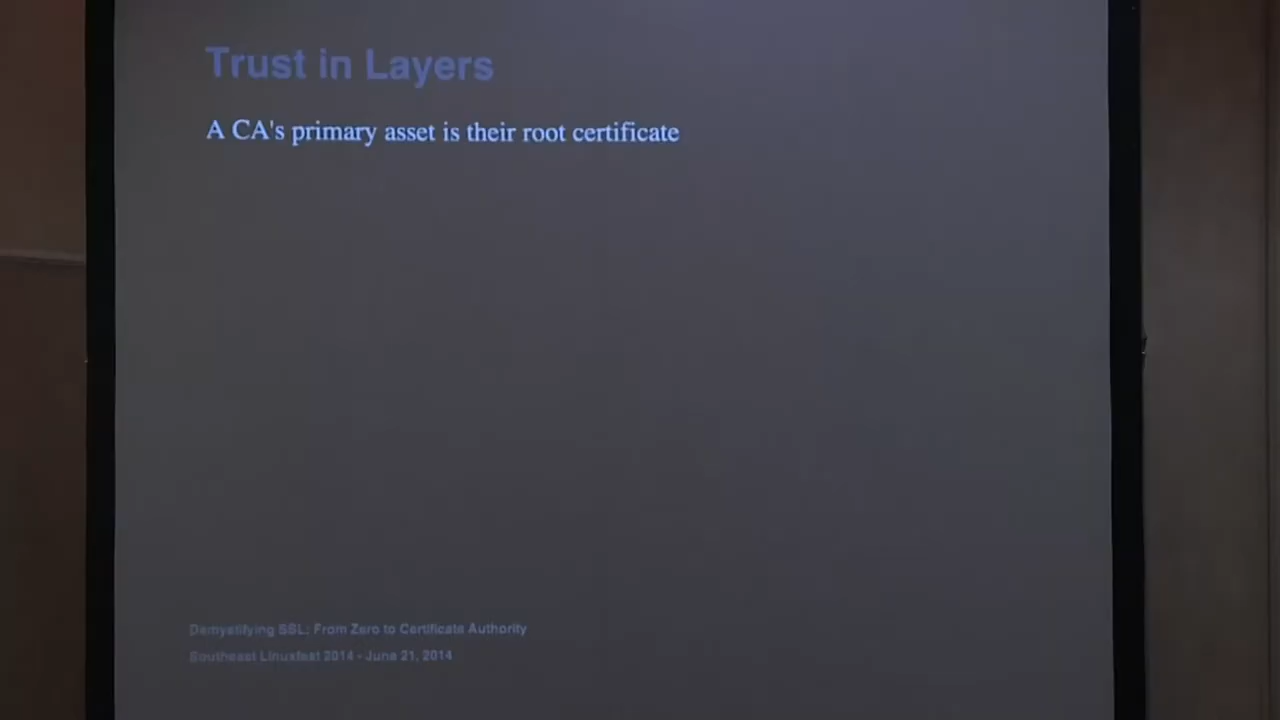 Trust in Layers
A CA's primary asset is their root certificate
Demystifying SSL: From Zero to Certificate Authority
Southeast Linuxfest 2014 - June 21, 2014